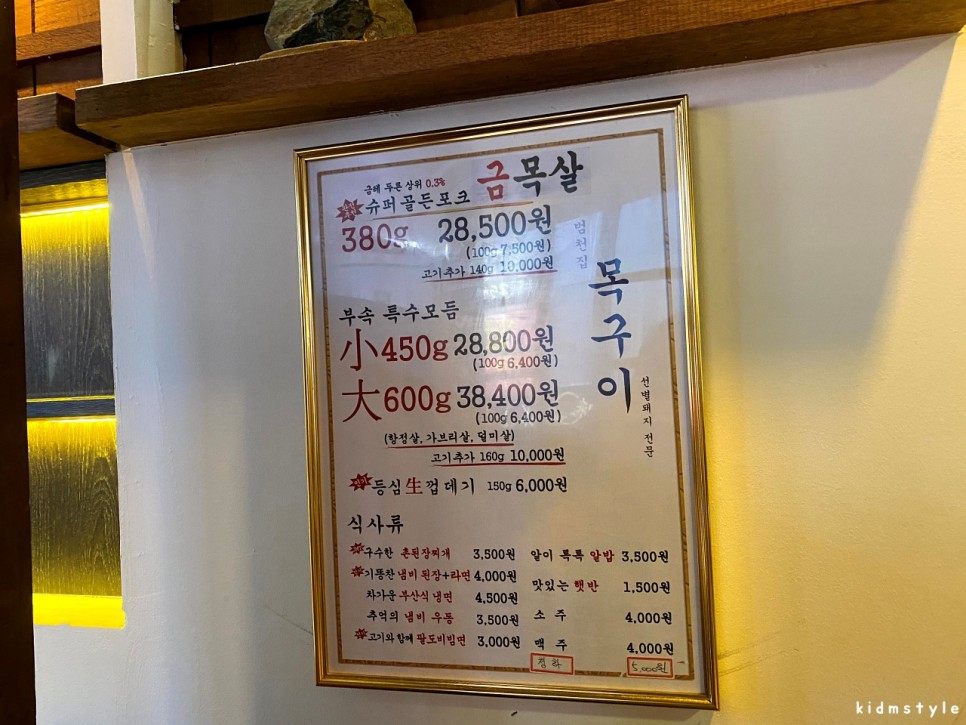 금테 두른 상위 0.3%
슈퍼 골든포크 금목살
380g 28,500원
(100g 7,500원)
고기추가 140g 10,000원
범천집
목구이
선별돼지 전문
부속 특수모듬
小 450g 28,800원
(100g 6,400원)
大 600g 38,400원
(100g 6,400원)
(항정살, 가브리살, 덜미살)
고기추가 160g 10,000원
등심生껍데기 150g 6,000원
식사류
구수한 촌된장찌개 3,500원
기똥찬 냄비 된장+라면 4,000원
차가운 부산식 냉면 4,500원
추억의 냄비 우동 3,500원
고기와 함께 팔도비빔면 3,000원
알이 톡톡 알밥 3,500원
맛있는 햇반 1,500원
소주 4,000원
맥주 4,000원
청하 5,000원
kidmstyle